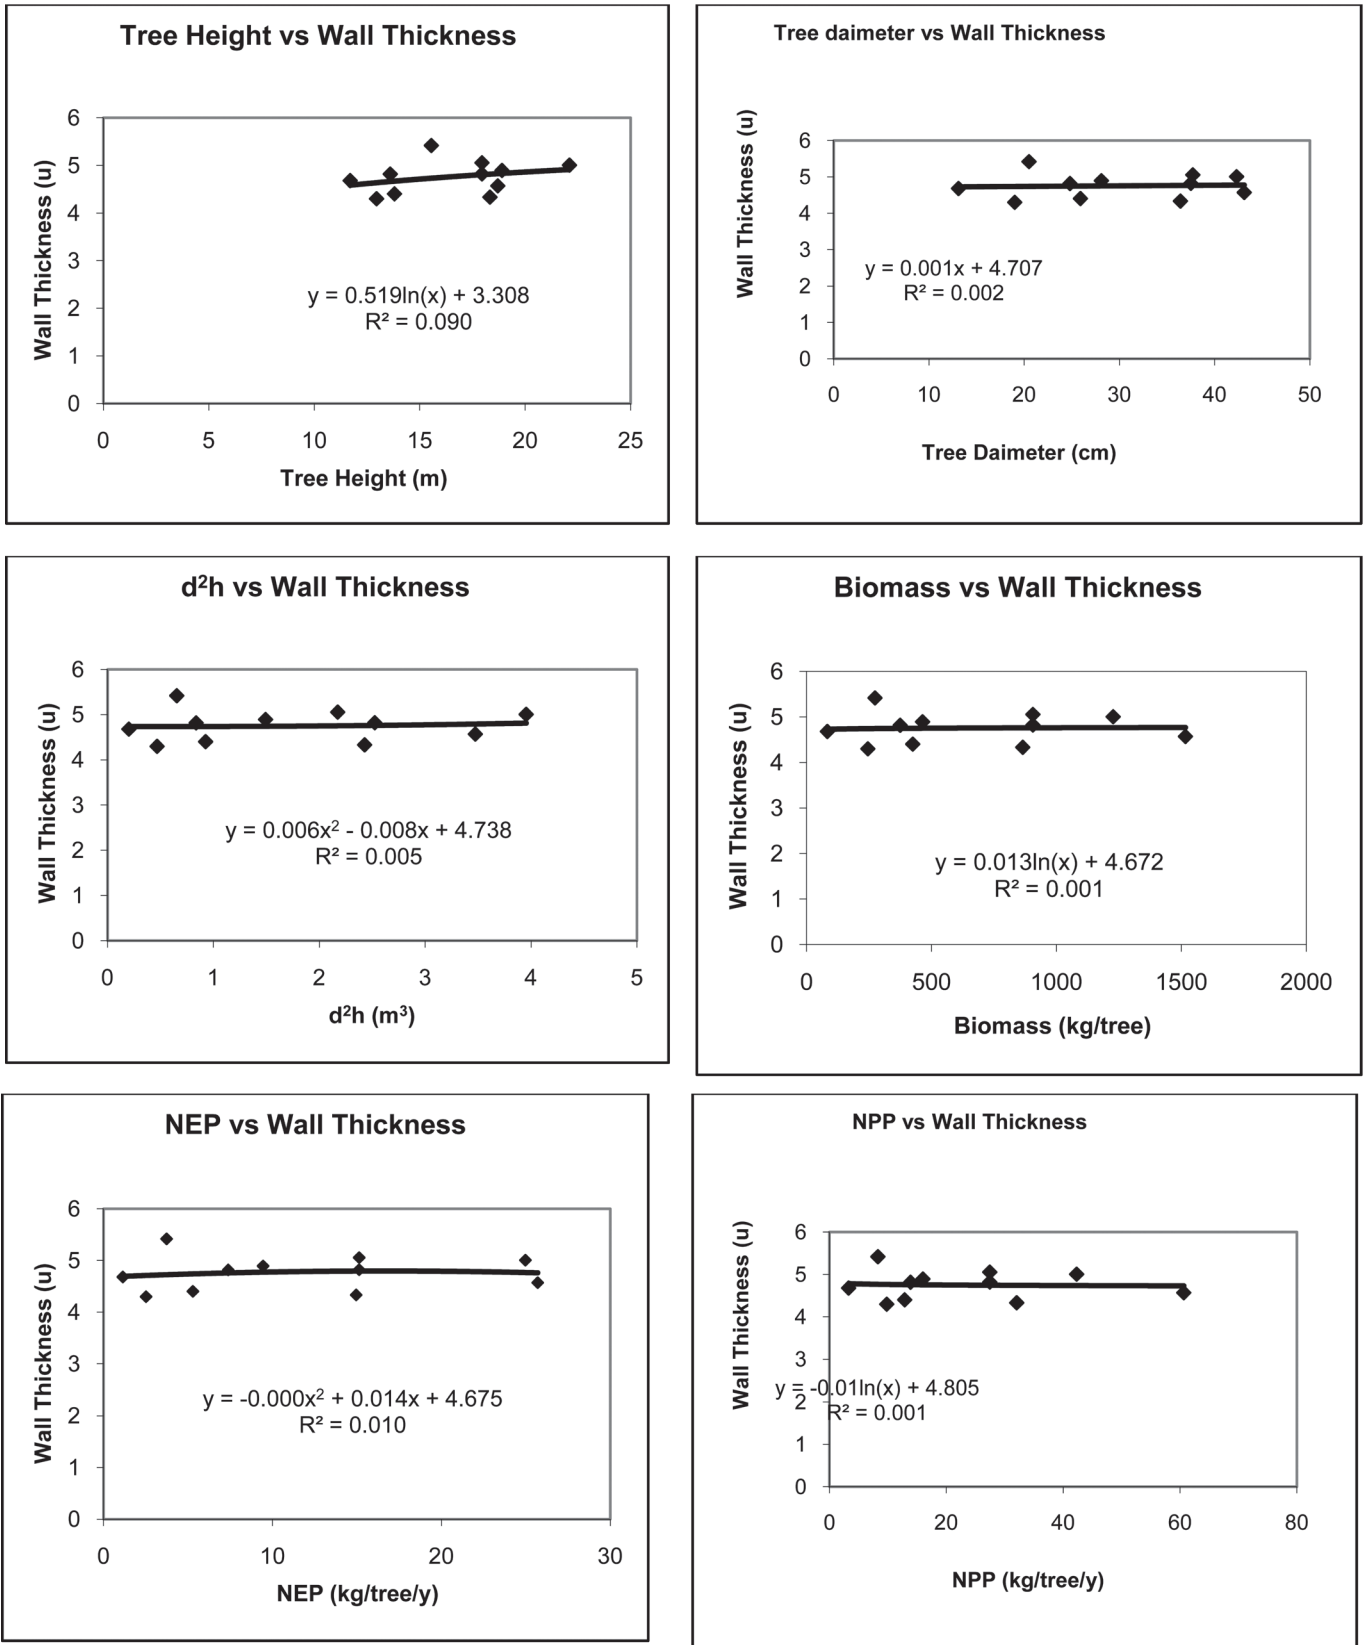 Tree Height vs Wall Thickness
Wall Thickness (u)
6
5
4
3
2
1
0
y = 0.519ln(x) + 3.308
R² = 0.090
0 5 10 15 20 25
Tree Height (m)
Tree daimeter vs Wall Thickness
Wall Thickness (u)
6
5
4
3
2
1
0
y = 0.001x + 4.707
R² = 0.002
0 10 20 30 40 50
Tree Daimeter (cm)
d²h vs Wall Thickness
Wall Thickness (u)
6
5
4
3
2
1
0
y = 0.006x² - 0.008x + 4.738
R² = 0.005
0 1 2 3 4 5
d²h (m³)
Biomass vs Wall Thickness
Wall Thickness (u)
6
5
4
3
2
1
0
y = 0.013ln(x) + 4.672
R² = 0.001
0 500 1000 1500 2000
Biomass (kg/tree)
NEP vs Wall Thickness
Wall Thickness (u)
6
5
4
3
2
1
0
y = -0.000x² + 0.014x + 4.675
R² = 0.010
0 10 20 30
NEP (kg/tree/y)
NPP vs Wall Thickness
Wall Thickness (u)
6
5
4
3
2
1
0
y = -0.01ln(x) + 4.805
R² = 0.001
0 20 40 60 80
NPP (kg/tree/y)